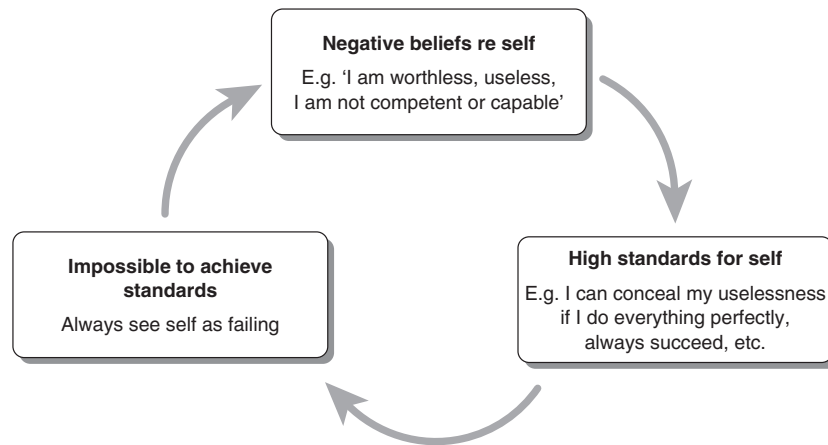 Negative beliefs re self
E.g. ‘I am worthless, useless,
I am not competent or capable’
High standards for self
E.g. I can conceal my uselessness
if I do everything perfectly,
always succeed, etc.
Impossible to achieve
standards
Always see self as failing